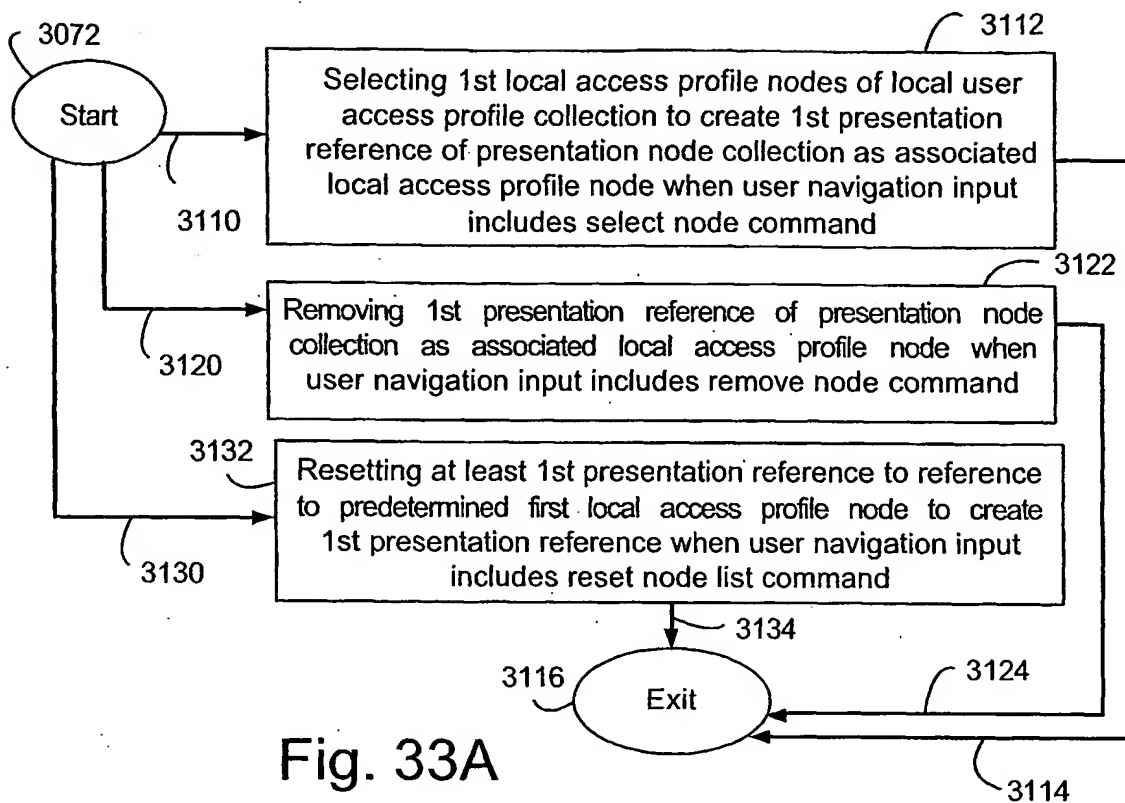 3072
3112
Start
Selecting 1st local access profile nodes of local user
access profile collection to create 1st presentation
reference of presentation node collection as associated
local access profile node when user navigation input
includes select node command
3110
3122
Removing 1st presentation reference of presentation node
collection as associated local access profile node when
user navigation input includes remove node command
3120
3132
Resetting at least 1st presentation reference to reference
to predetermined first local access profile node to create
1st presentation reference when user navigation input
includes reset node list command
3130
3134
3116
Exit
3124
3114
Fig. 33A